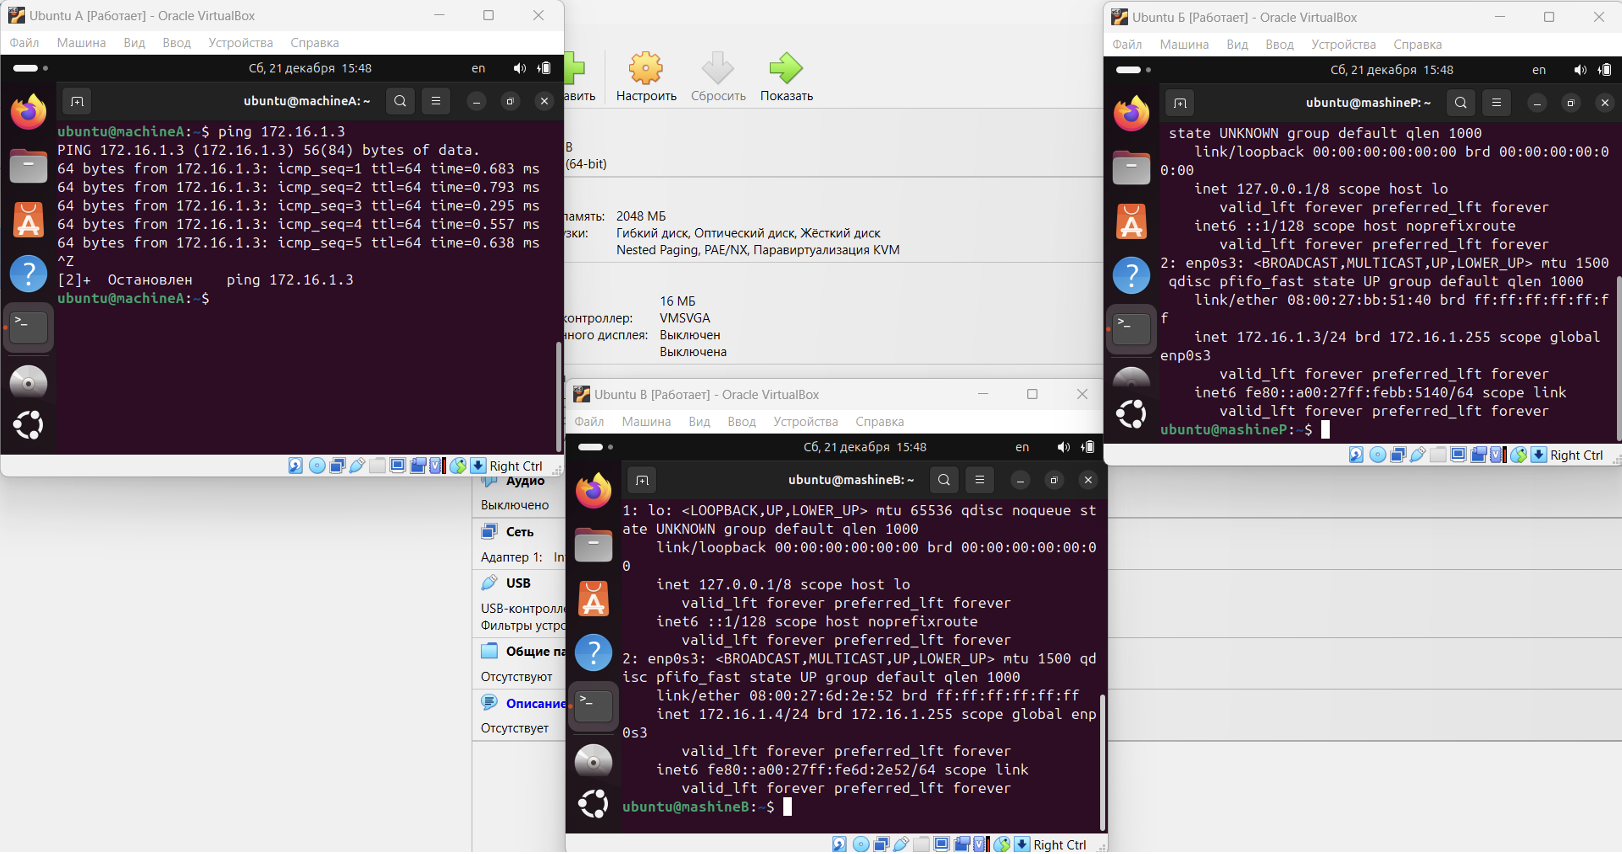 Ubuntu A [Работает] - Oracle VirtualBox
Файл Машина Вид Ввод Устройства Справка
Сб, 21 декабря 15:48
en
ubuntu@machineA: ~
ubuntu@machineA:~$ ping 172.16.1.3
PING 172.16.1.3 (172.16.1.3) 56(84) bytes of data.
64 bytes from 172.16.1.3: icmp_seq=1 ttl=64 time=0.683 ms
64 bytes from 172.16.1.3: icmp_seq=2 ttl=64 time=0.793 ms
64 bytes from 172.16.1.3: icmp_seq=3 ttl=64 time=0.295 ms
64 bytes from 172.16.1.3: icmp_seq=4 ttl=64 time=0.557 ms
64 bytes from 172.16.1.3: icmp_seq=5 ttl=64 time=0.638 ms
^Z
[2]+  Остановлен    ping 172.16.1.3
ubuntu@machineA:~$
Right Ctrl
Настроить Сбросить Показать
B
(64-bit)
2048 МБ
Гибкий диск, Оптический диск, Жёсткий диск
Nested Paging, PAE/NX, Паравиртуализация KVM
16 МБ
VMSVGA
Выключен
Выключена
Аудио
Выключено
Сеть
Адаптер 1:
USB
Отсутствуют
Описание
Отсутствует
Ubuntu B [Работает] - Oracle VirtualBox
Файл Машина Вид Ввод Устройства Справка
Сб, 21 декабря 15:48
en
ubuntu@mashineB: ~
1: lo: <LOOPBACK,UP,LOWER_UP> mtu 65536 qdisc noqueue st
ate UNKNOWN group default qlen 1000
link/loopback 00:00:00:00:00:00 brd 00:00:00:00:00:0
0
inet 127.0.0.1/8 scope host lo
valid_lft forever preferred_lft forever
inet6 ::1/128 scope host noprefixroute
valid_lft forever preferred_lft forever
2: enp0s3: <BROADCAST,MULTICAST,UP,LOWER_UP> mtu 1500 qd
isc pfifo_fast state UP group default qlen 1000
link/ether 08:00:27:6d:2e:52 brd ff:ff:ff:ff:ff:ff
inet 172.16.1.4/24 brd 172.16.1.255 scope global enp
0s3
valid_lft forever preferred_lft forever
inet6 fe80::a00:27ff:fe6d:2e52/64 scope link
valid_lft forever preferred_lft forever
ubuntu@mashineB:~$
Right Ctrl
Ubuntu Б [Работает] - Oracle VirtualBox
Файл Машина Вид Ввод Устройства Справка
Сб, 21 декабря 15:48
en
ubuntu@mashineP: ~
state UNKNOWN group default qlen 1000
link/loopback 00:00:00:00:00:00 brd 00:00:00:00:0
0:00
inet 127.0.0.1/8 scope host lo
valid_lft forever preferred_lft forever
inet6 ::1/128 scope host noprefixroute
valid_lft forever preferred_lft forever
2: enp0s3: <BROADCAST,MULTICAST,UP,LOWER_UP> mtu 1500
qdisc pfifo_fast state UP group default qlen 1000
link/ether 08:00:27:bb:51:40 brd ff:ff:ff:ff:ff:f
f
inet 172.16.1.3/24 brd 172.16.1.255 scope global
enp0s3
valid_lft forever preferred_lft forever
inet6 fe80::a00:27ff:febb:5140/64 scope link
valid_lft forever preferred_lft forever
ubuntu@mashineP:~$
Right Ctrl